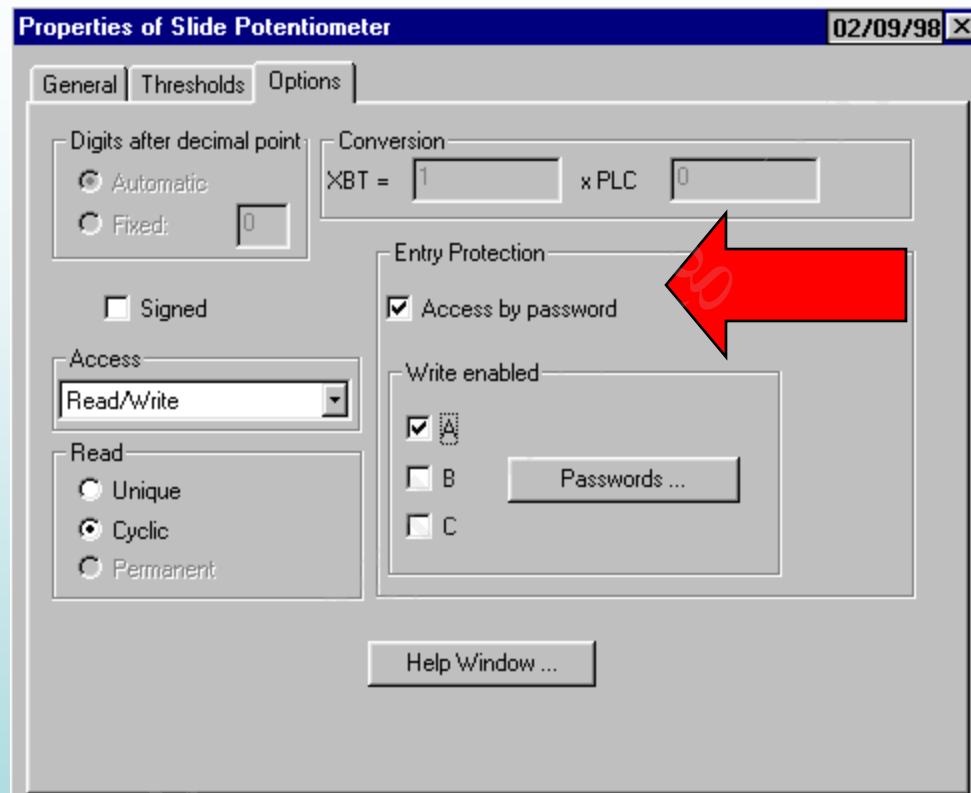 Properties of Slide Potentiometer 02/09/98
General Thresholds Options
Digits after decimal point
Automatic
Fixed: 0
Conversion
XBT = 1 x PLC 0
Signed
Access
Read/Write
Read
Unique
Cyclic
Permanent
Entry Protection
Access by password
Write enabled
A
B
C
Passwords ...
Help Window ...